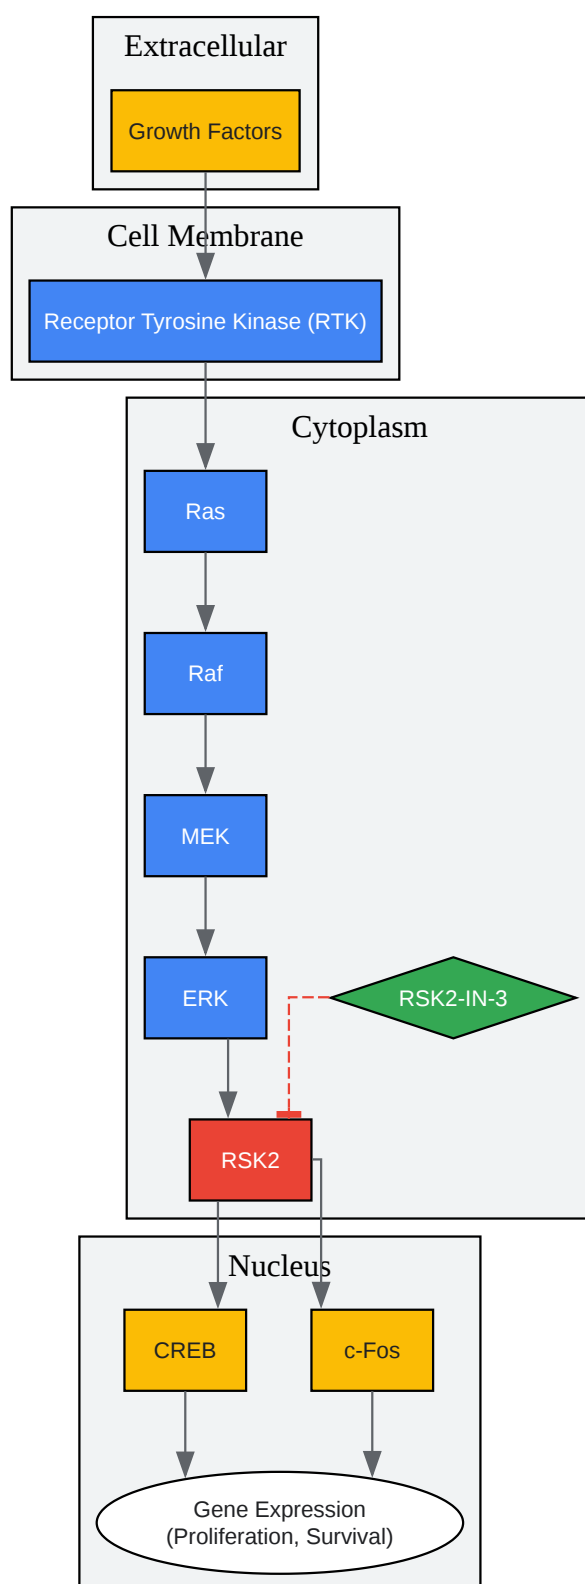 Extracellular
Growth Factors
Cell Membrane
Receptor Tyrosine Kinase (RTK)
Cytoplasm
Ras
Raf
MEK
ERK
RSK2-IN-3
RSK2
Nucleus
CREB
c-Fos
Gene Expression
(Proliferation, Survival)